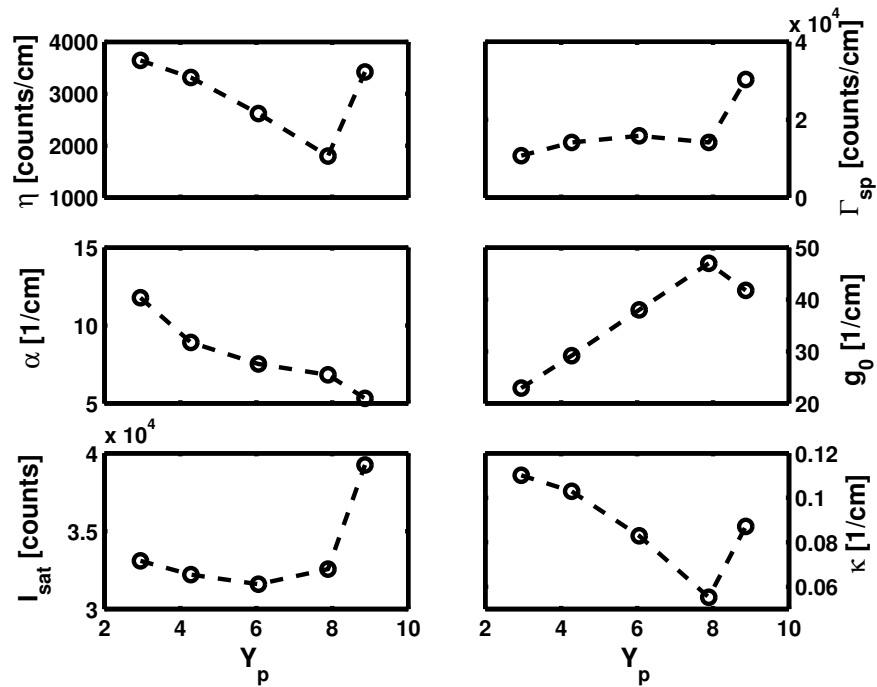 x 10^4
4000
3000
2000
1000
η [counts/cm]
4
2
0
Γ_sp [counts/cm]
15
10
5
α [1/cm]
50
40
30
20
g_0 [1/cm]
x 10^4
4
3.5
3
I_sat [counts]
2 4 6 8 10
Y_p
0.12
0.1
0.08
0.06
κ [1/cm]
2 4 6 8 10
Y_p